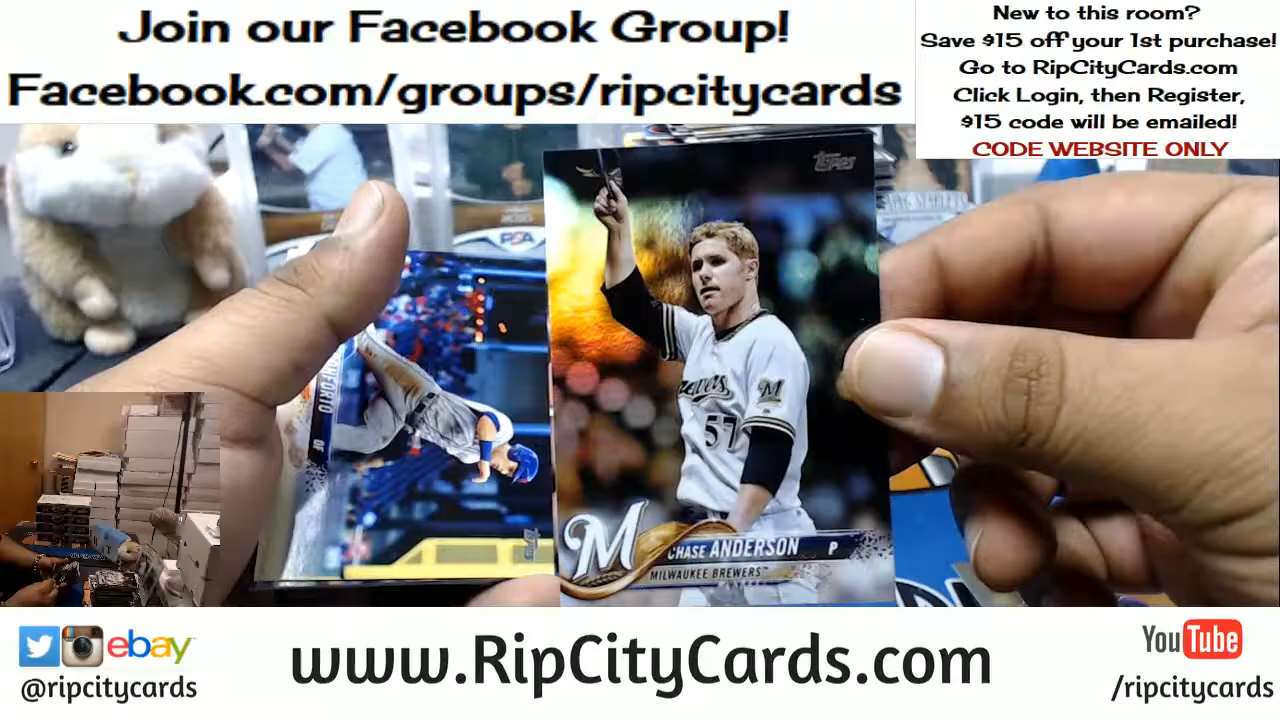 Join our Facebook Group!
Facebook.com/groups/ripcitycards
New to this room?
Save $15 off your 1st purchase!
Go to RipCityCards.com
Click Login, then Register,
$15 code will be emailed!
CODE WEBSITE ONLY
Topps
PSA
Brewers
M
57
M
CHASE ANDERSON P
MILWAUKEE BREWERS™
OF
ebay
@ripcitycards
www.RipCityCards.com
YouTube
/ripcitycards